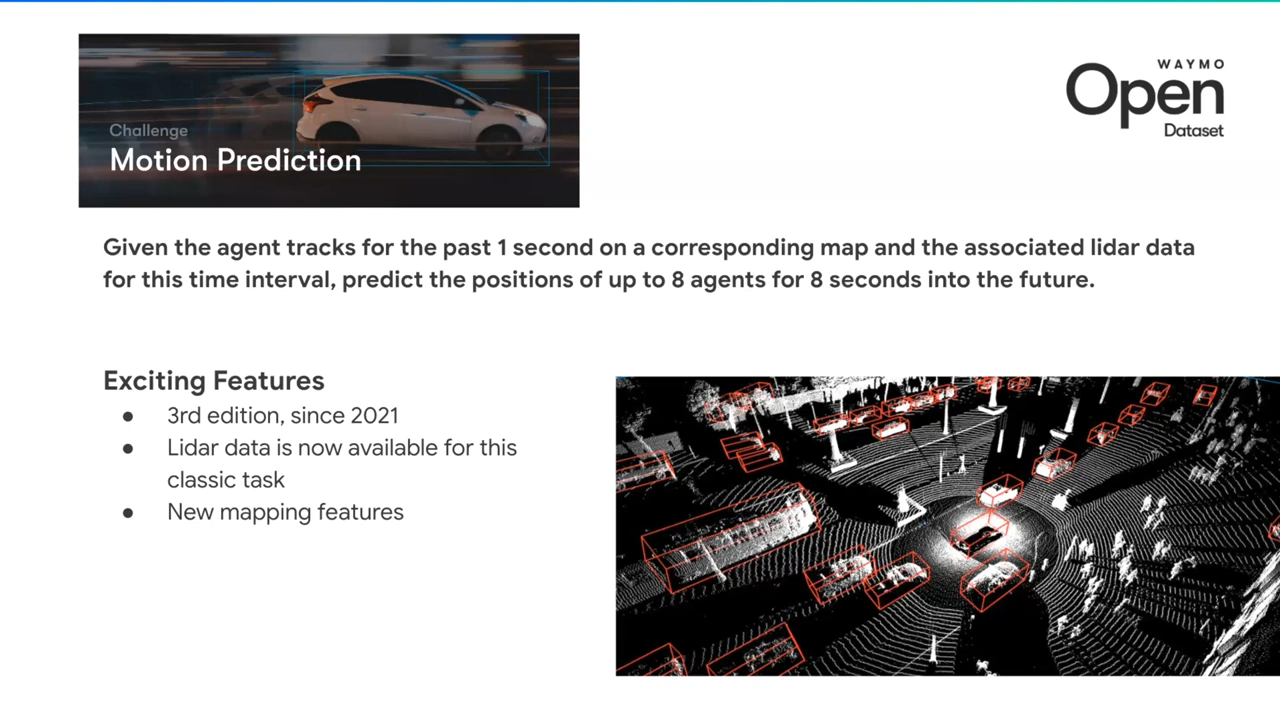 Challenge
Motion Prediction
WAYMO
Open
Dataset
Given the agent tracks for the past 1 second on a corresponding map and the associated lidar data
for this time interval, predict the positions of up to 8 agents for 8 seconds into the future.
Exciting Features
● 3rd edition, since 2021
● Lidar data is now available for this
classic task
● New mapping features